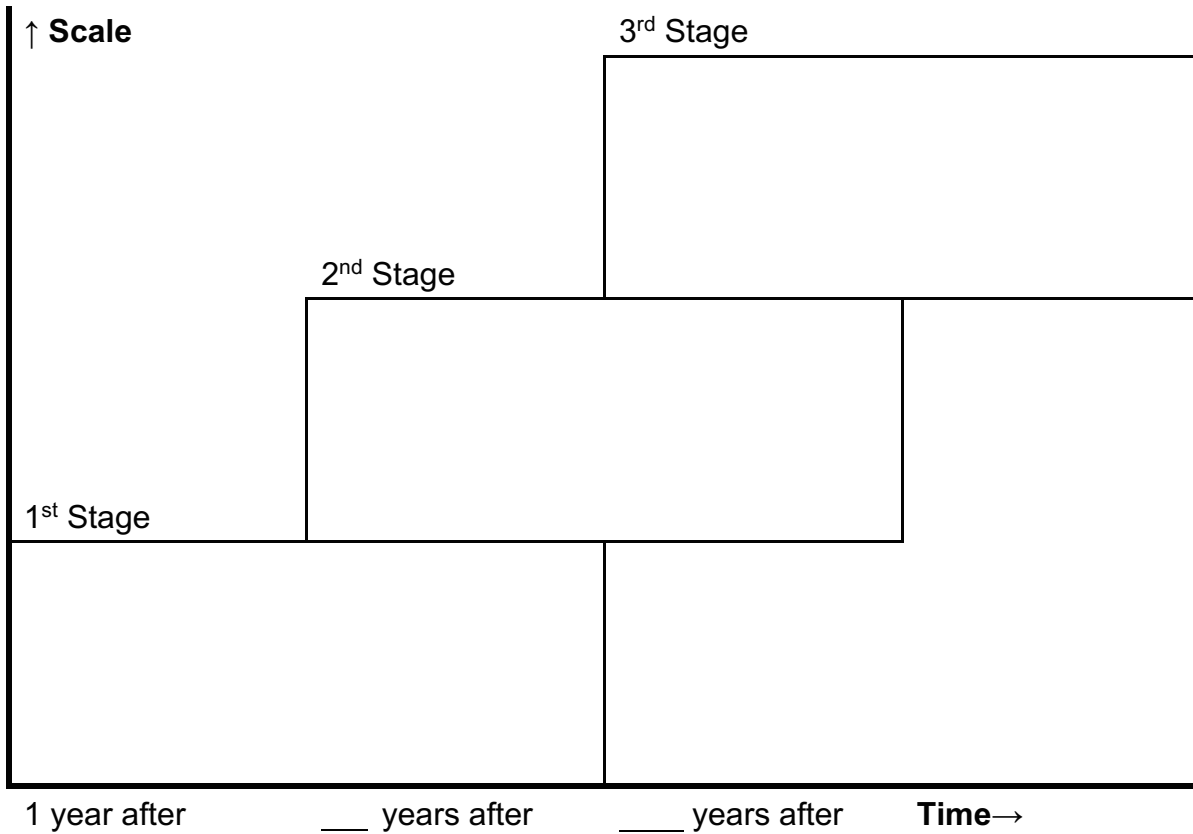 ↑ Scale
3rd Stage
2nd Stage
1st Stage
1 year after ___ years after ____ years after Time→